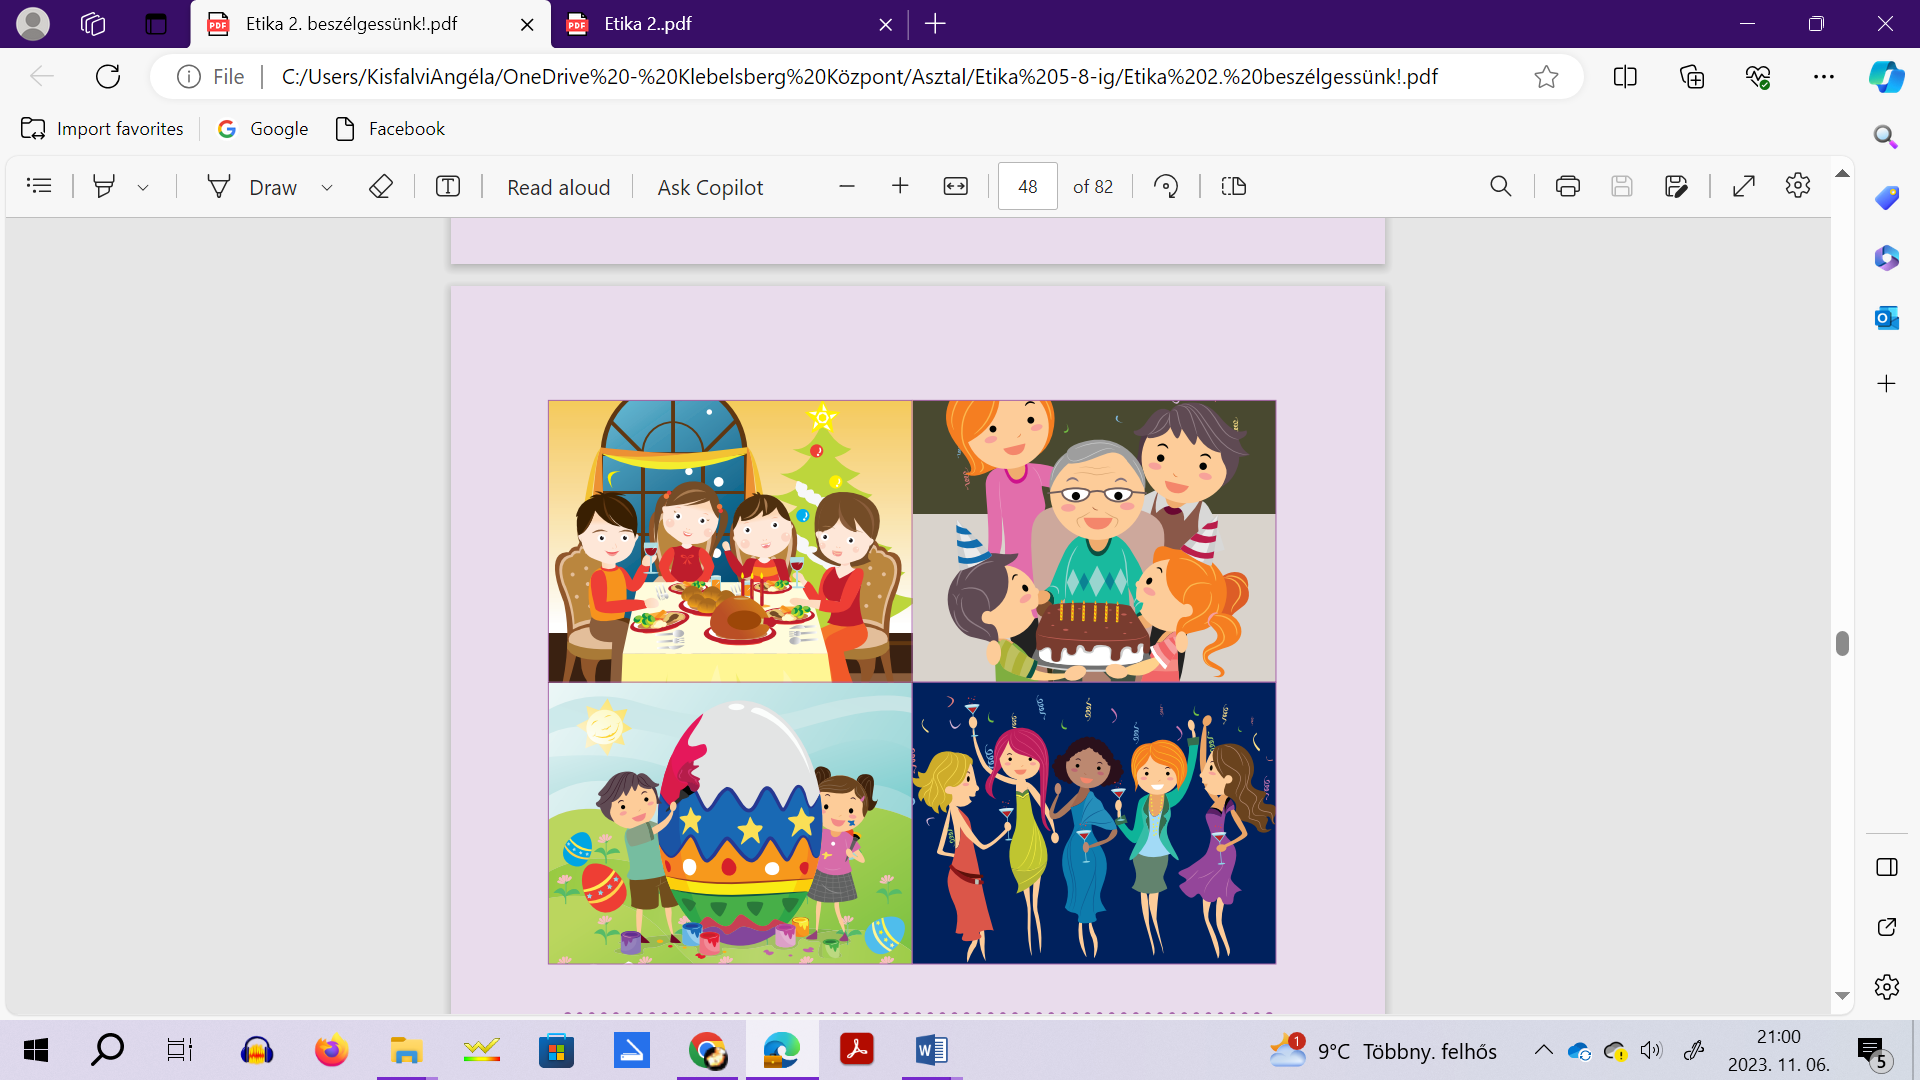 Etika 2. beszélgessünk!.pdf
Etika 2..pdf
File
C:/Users/KisfalviAngéla/OneDrive%20-%20Klebelsberg%20Központ/Asztal/Etika%205-8-ig/Etika%202.%20beszélgessünk!.pdf
Import favorites
Google
Facebook
Draw
Read aloud
Ask Copilot
48
of 82
1
9°C Többny. felhős
21:00
2023. 11. 06.
5